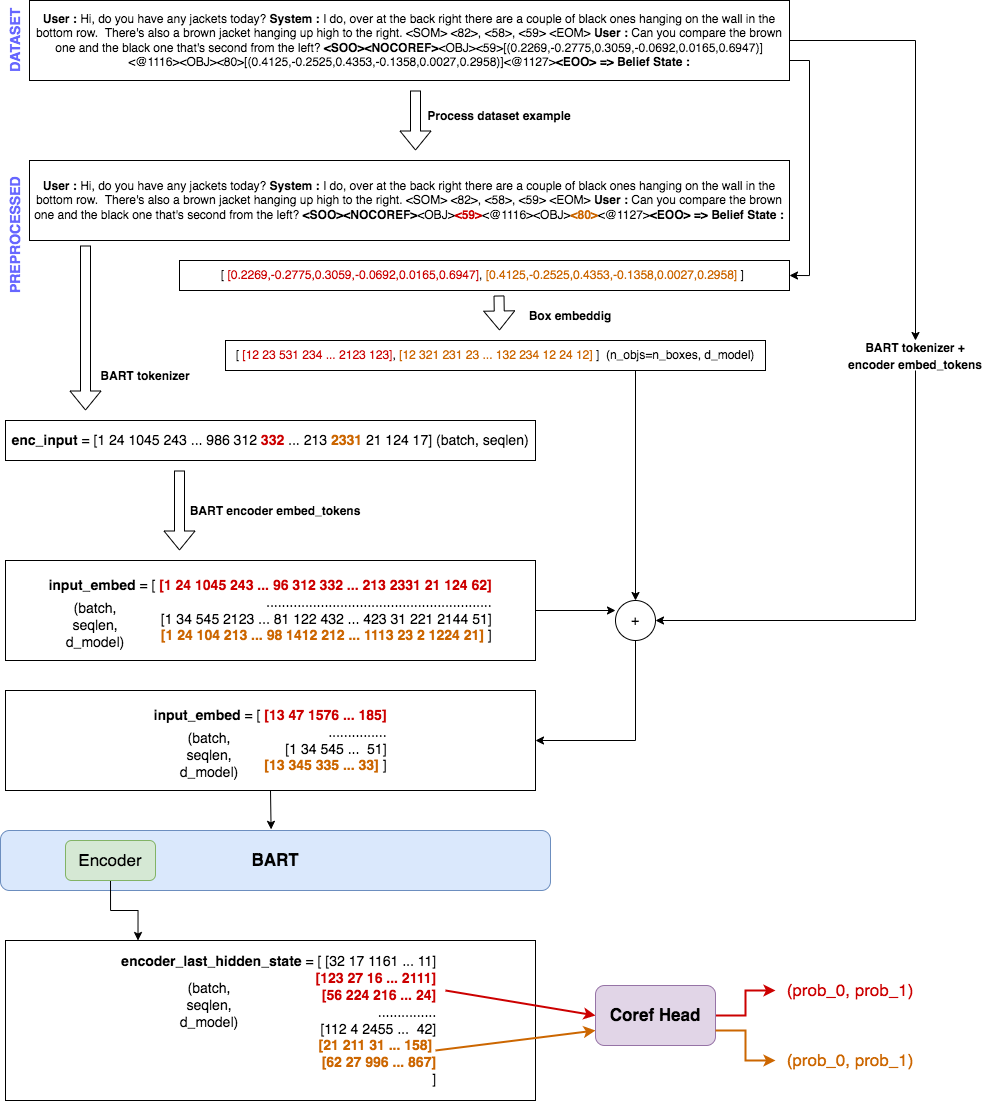 DATASET
User : Hi, do you have any jackets today? System : I do, over at the back right there are a couple of black ones hanging on the wall in the
bottom row.  There's also a brown jacket hanging up high to the right. <SOM> <82>, <58>, <59> <EOM> User : Can you compare the brown
one and the black one that's second from the left? <SOO><NOCOREF><OBJ><59>[(0.2269,-0.2775,0.3059,-0.0692,0.0165,0.6947)]
<@1116><OBJ><80>[(0.4125,-0.2525,0.4353,-0.1358,0.0027,0.2958)]<@1127><EOO> => Belief State :
Process dataset example
PREPROCESSED
User : Hi, do you have any jackets today? System : I do, over at the back right there are a couple of black ones hanging on the wall in the
bottom row.  There's also a brown jacket hanging up high to the right. <SOM> <82>, <58>, <59> <EOM> User : Can you compare the brown
one and the black one that's second from the left? <SOO><NOCOREF><OBJ><59><@1116><OBJ><80><@1127><EOO> => Belief State :
[ [0.2269,-0.2775,0.3059,-0.0692,0.0165,0.6947], [0.4125,-0.2525,0.4353,-0.1358,0.0027,0.2958] ]
Box embeddig
[ [12 23 531 234 ... 2123 123], [12 321 231 23 ... 132 234 12 24 12] ]  (n_objs=n_boxes, d_model)
BART tokenizer +
encoder embed_tokens
BART tokenizer
enc_input = [1 24 1045 243 ... 986 312 332 ... 213 2331 21 124 17] (batch, seqlen)
BART encoder embed_tokens
input_embed = [ [1 24 1045 243 ... 96 312 332 ... 213 2331 21 124 62]
(batch,
seqlen,
d_model)
..........................................................
[1 34 545 2123 ... 81 122 432 ... 423 31 221 2144 51]
[1 24 104 213 ... 98 1412 212 ... 1113 23 2 1224 21] ]
+
input_embed = [ [13 47 1576 ... 185]
(batch,
seqlen,
d_model)
...............
[1 34 545 ...  51]
[13 345 335 ... 33] ]
Encoder
BART
encoder_last_hidden_state = [ [32 17 1161 ... 11]
(batch,
seqlen,
d_model)
[123 27 16 ... 2111]
[56 224 216 ... 24]
...............
[112 4 2455 ...  42]
[21 211 31 ... 158]
[62 27 996 ... 867]
]
Coref Head
(prob_0, prob_1)
(prob_0, prob_1)